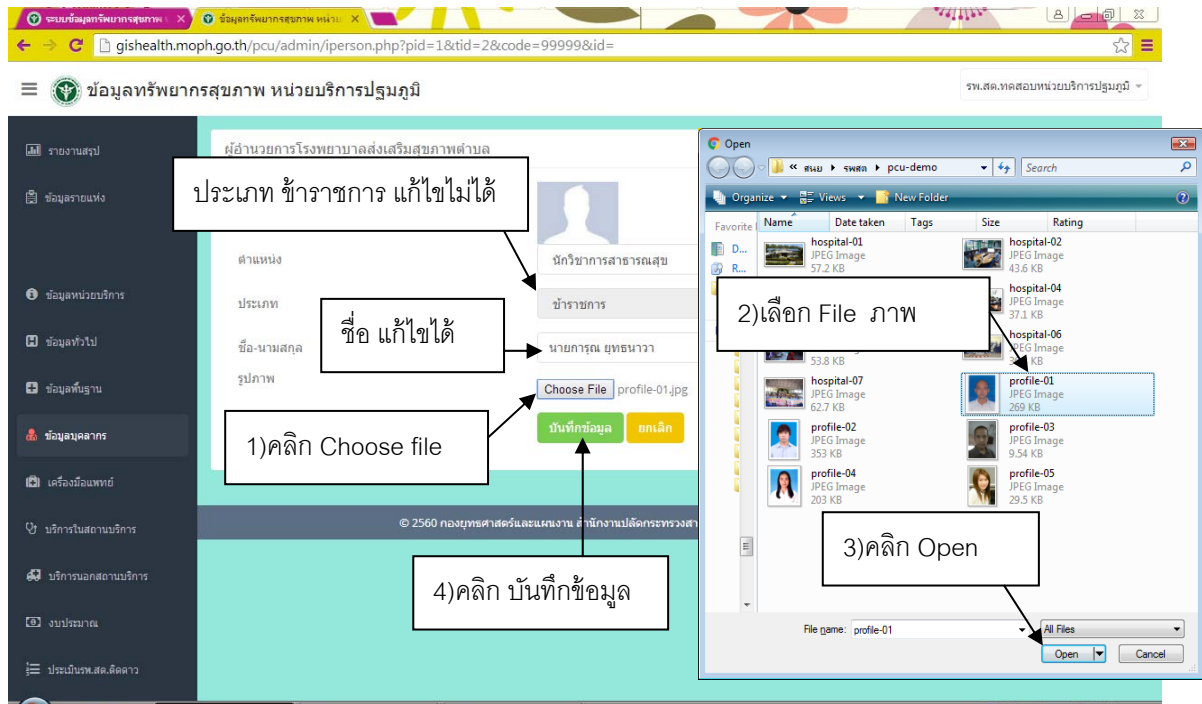 ระบบข้อมูลทรัพยากรสุขภาพ
ข้อมูลทรัพยากรสุขภาพ หน่วย
gishealth.moph.go.th/pcu/admin/iperson.php?pid=1&tid=2&code=99999&id=
ข้อมูลทรัพยากรสุขภาพ หน่วยบริการปฐมภูมิ
รพ.สต.ทดสอบหน่วยบริการปฐมภูมิ
รายงานสรุป
ข้อมูลรายแห่ง
ข้อมูลหน่วยบริการ
ข้อมูลทั่วไป
ข้อมูลพื้นฐาน
ข้อมูลบุคลากร
เครื่องมือแพทย์
บริการในสถานบริการ
บริการนอกสถานบริการ
งบประมาณ
ประเมินรพ.สต.ติดดาว
ผู้อำนวยการโรงพยาบาลส่งเสริมสุขภาพตำบล
ประเภท ข้าราชการ แก้ไขไม่ได้
ตำแหน่ง
นักวิชาการสาธารณสุข
ประเภท
ข้าราชการ
ชื่อ แก้ไขได้
ชื่อ-นามสกุล
นายการุณ ยุทธนาวา
รูปภาพ
Choose File profile-01.jpg
บันทึกข้อมูล
ยกเลิก
1)คลิก Choose file
© 2560 กองยุทธศาสตร์และแผนงาน สำนักงานปลัดกระทรวงสา
4)คลิก บันทึกข้อมูล
Open
« สนย รพสต pcu-demo
Search
Organize Views New Folder
Favorite
Name Date taken Tags Size Rating
D...
R...
hospital-01
JPEG Image
57.2 KB
hospital-02
JPEG Image
43.6 KB
hospital-04
JPEG Image
37.1 KB
2)เลือก File ภาพ
53.8 KB
hospital-06
JPEG Image
KB
hospital-07
JPEG Image
62.7 KB
profile-01
JPEG Image
269 KB
profile-02
JPEG Image
353 KB
profile-03
JPEG Image
9.54 KB
profile-04
JPEG Image
203 KB
profile-05
JPEG Image
29.5 KB
3)คลิก Open
File name: profile-01
All Files
Open
Cancel